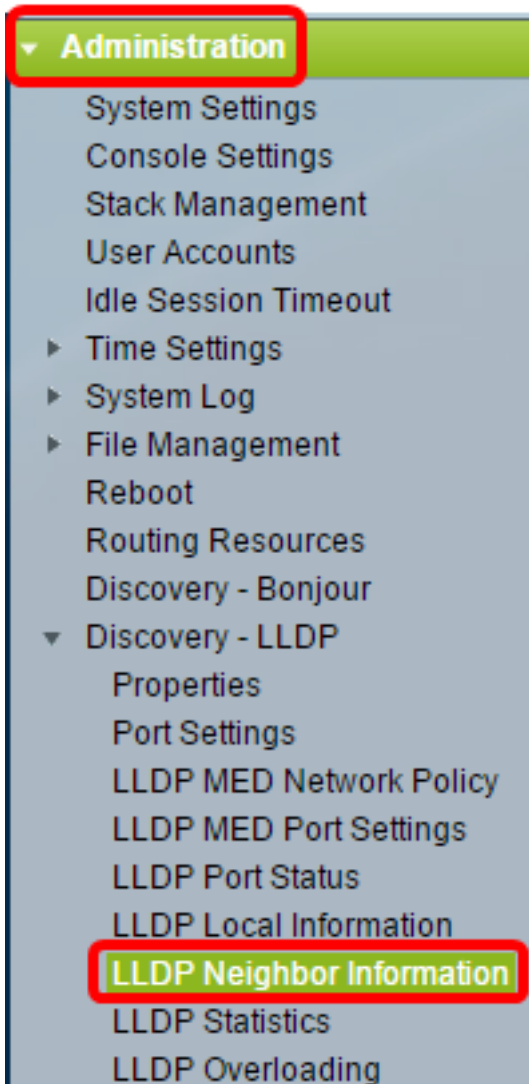 Administration
System Settings
Console Settings
Stack Management
User Accounts
Idle Session Timeout
Time Settings
System Log
File Management
Reboot
Routing Resources
Discovery - Bonjour
Discovery - LLDP
Properties
Port Settings
LLDP MED Network Policy
LLDP MED Port Settings
LLDP Port Status
LLDP Local Information
LLDP Neighbor Information
LLDP Statistics
LLDP Overloading